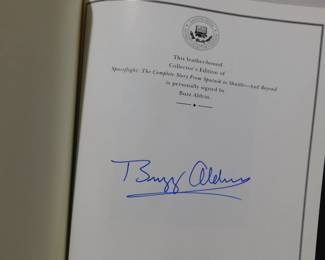 This leatherbound
Collector's Edition of
Spaceflight: The Complete Story From Sputnik to Shuttle—And Beyond
is personally signed by
Buzz Aldrin.
Buzz Aldrin